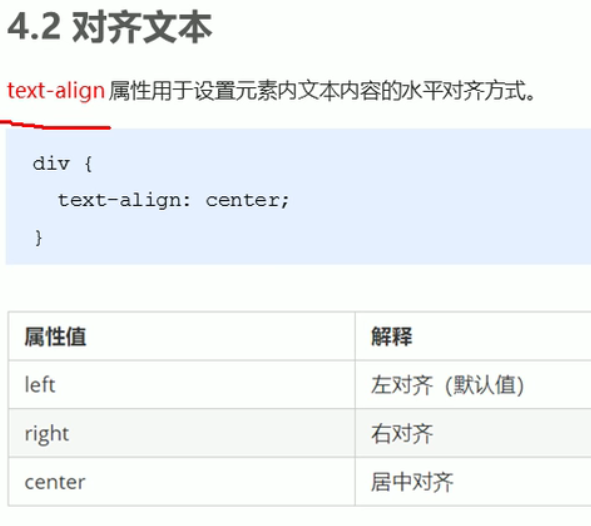 4.2 对齐文本
text-align 属性用于设置元素内文本内容的水平对齐方式。
div {
text-align: center;
}
属性值 解释
left 左对齐（默认值）
right 右对齐
center 居中对齐